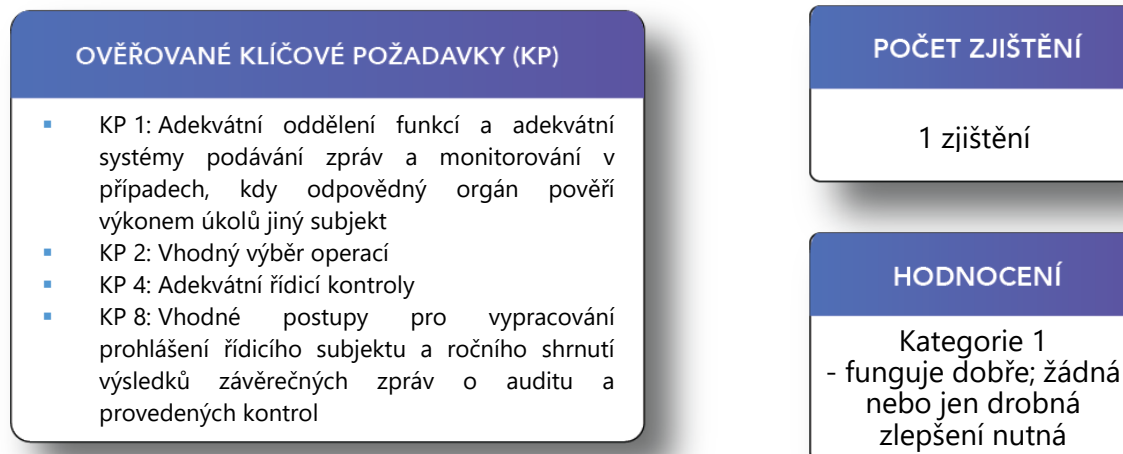 OVĚŘOVANÉ KLÍČOVÉ POŽADAVKY (KP)
▪ KP 1: Adekvátní oddělení funkcí a adekvátní
systémy podávání zpráv a monitorování v
případech, kdy odpovědný orgán pověří
výkonem úkolů jiný subjekt
▪ KP 2: Vhodný výběr operací
▪ KP 4: Adekvátní řídicí kontroly
▪ KP 8: Vhodné postupy pro vypracování
prohlášení řídicího subjektu a ročního shrnutí
výsledků závěrečných zpráv o auditu a
provedených kontrol
POČET ZJIŠTĚNÍ
1 zjištění
HODNOCENÍ
Kategorie 1
- funguje dobře; žádná
nebo jen drobná
zlepšení nutná